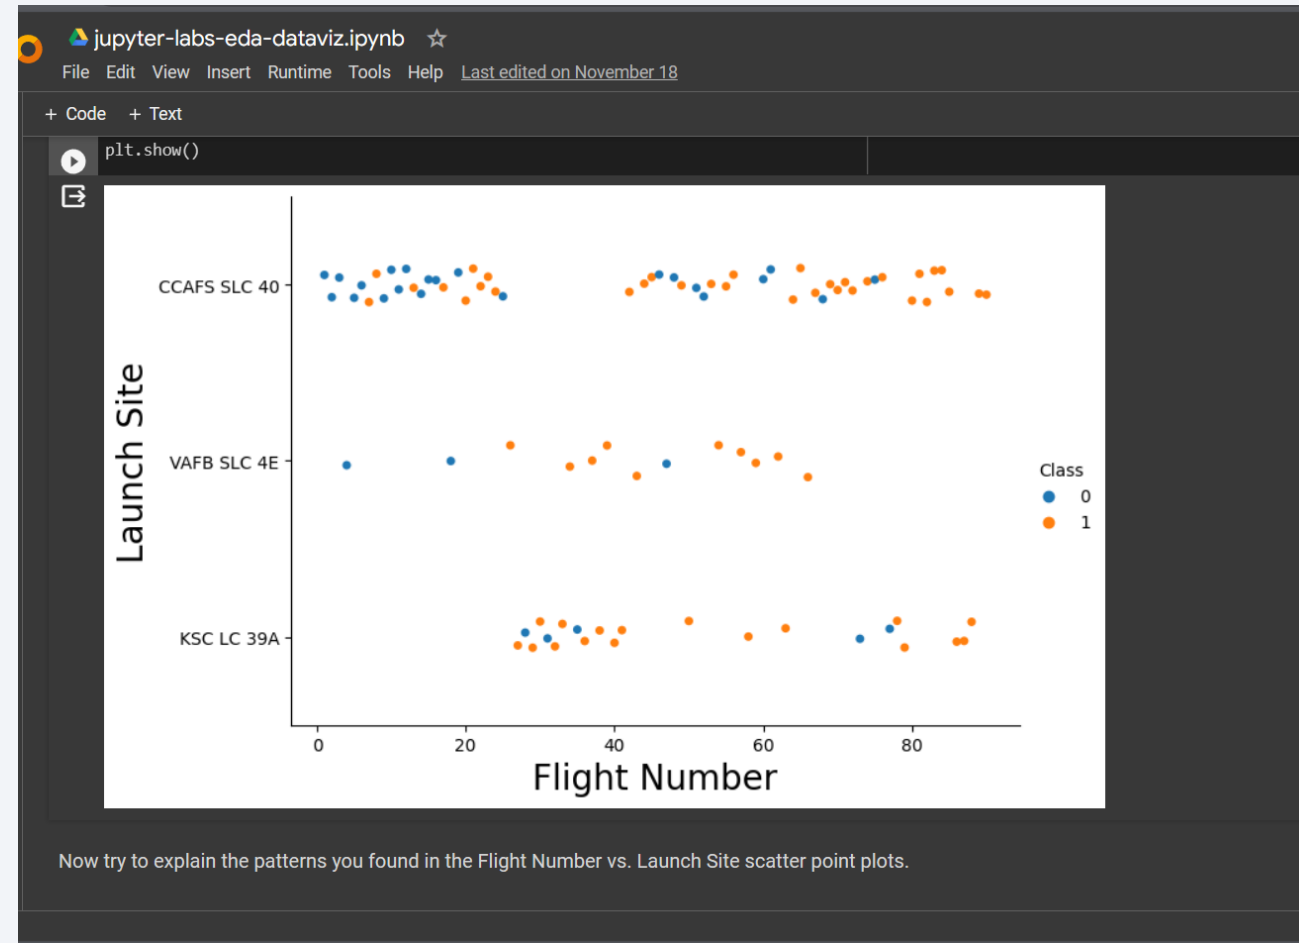 jupyter-labs-eda-dataviz.ipynb
File Edit View Insert Runtime Tools Help Last edited on November 18
+ Code + Text
plt.show()
CCAFS SLC 40
VAFB SLC 4E
KSC LC 39A
Launch Site
Class
0
1
0 20 40 60 80
Flight Number
Now try to explain the patterns you found in the Flight Number vs. Launch Site scatter point plots.